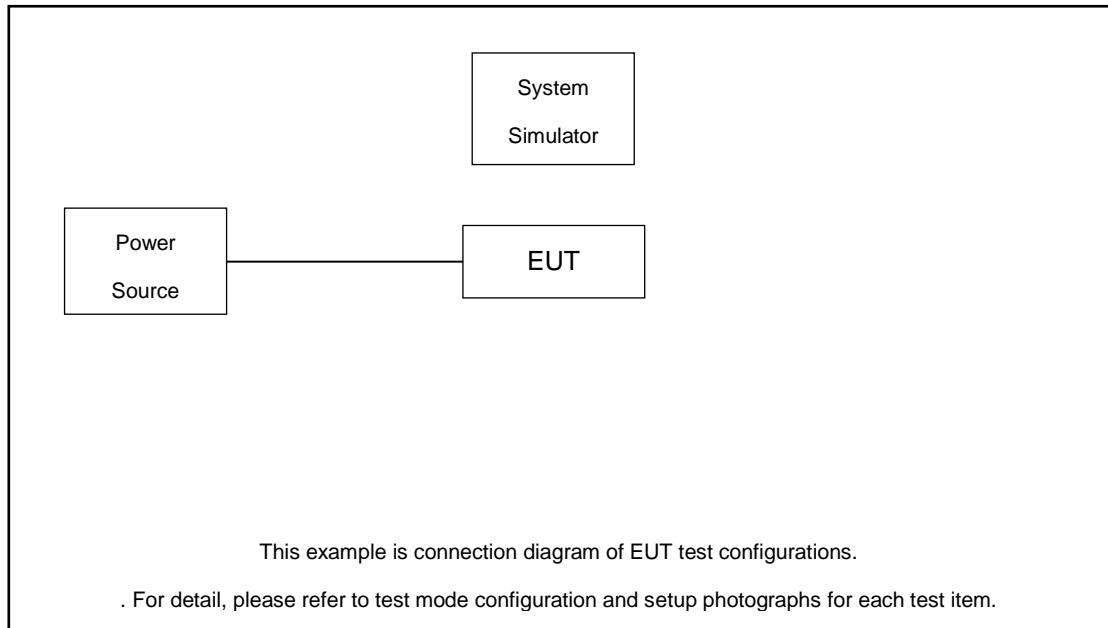 System
Simulator
Power
Source
EUT
This example is connection diagram of EUT test configurations.
. For detail, please refer to test mode configuration and setup photographs for each test item.